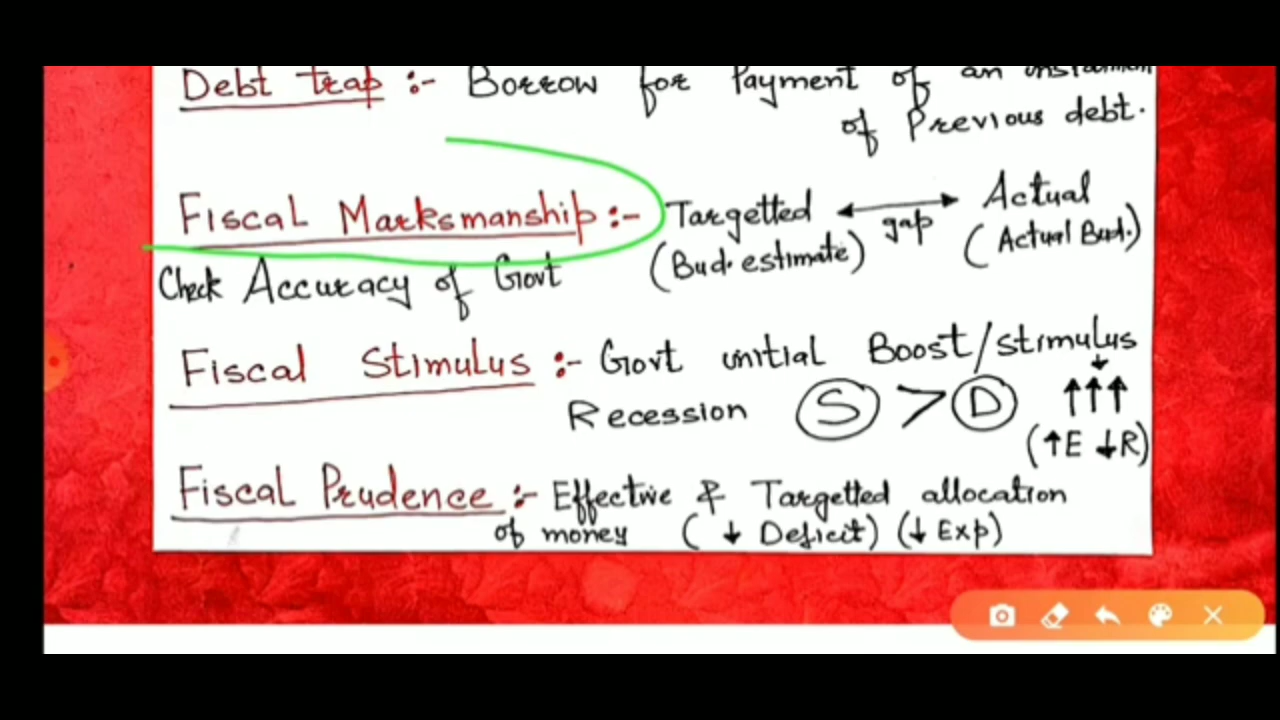 Debt trap :- Borrow for Payment of an instalment
of Previous debt.
Fiscal Marksmanship :- Targetted ↔ Actual
gap
(Bud. estimate) (Actual Bud.)
Check Accuracy of Govt
Fiscal Stimulus :- Govt initial Boost/stimulus
Recession S > D ↓ ↑↑↑
(↑E ↓R)
Fiscal Prudence :- Effective & Targetted allocation
of money (↓ Deficit) (↓ Exp)